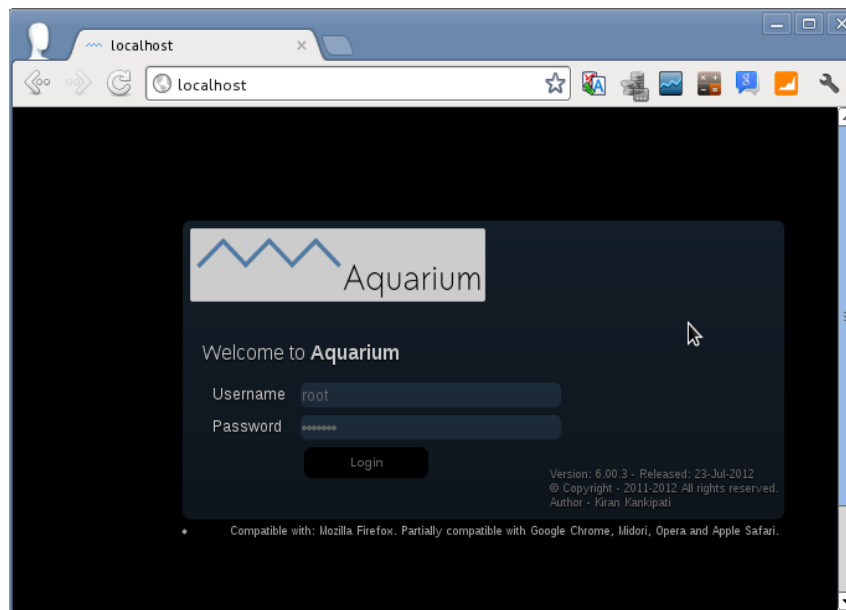 localhost
localhost
Aquarium
Welcome to Aquarium
Username root
Password •••••••
Login
Version: 6.00.3 - Released: 23-Jul-2012
© Copyright - 2011-2012 All rights reserved.
Author - Kiran Kankipati
• Compatible with: Mozilla Firefox. Partially compatible with Google Chrome, Midori, Opera and Apple Safari.